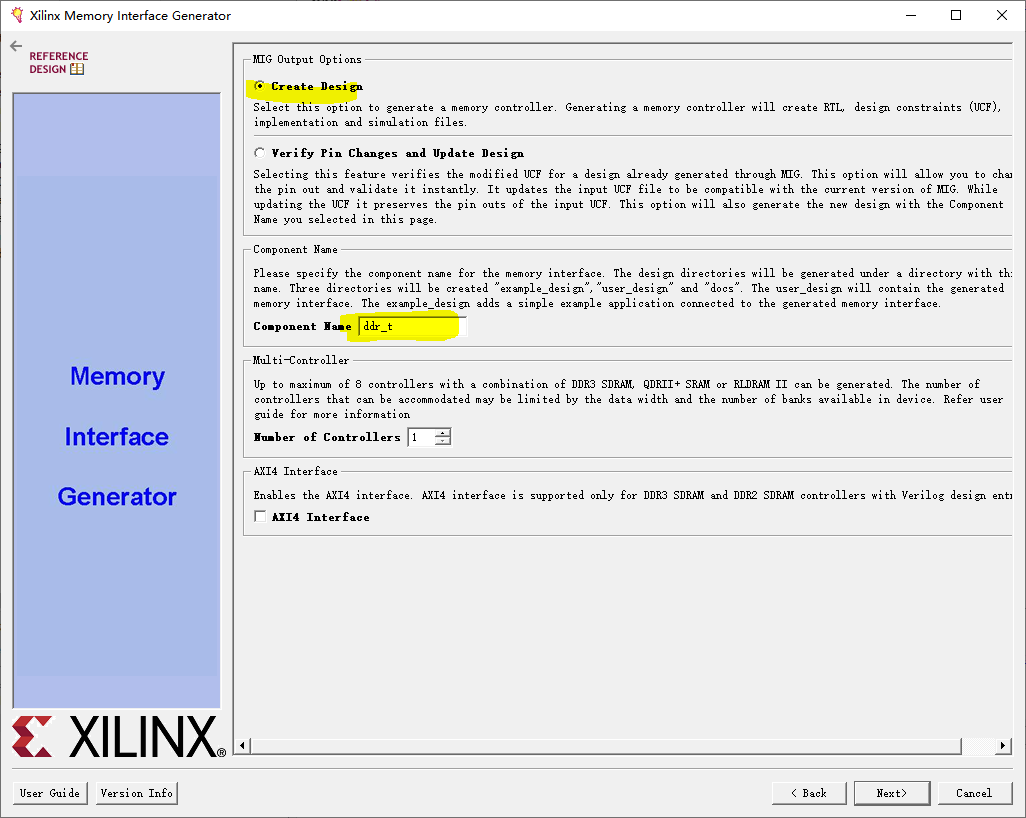 Xilinx Memory Interface Generator
REFERENCE
DESIGN
Memory
Interface
Generator
XILINX®
MIG Output Options
Create Design
Select this option to generate a memory controller. Generating a memory controller will create RTL, design constraints (UCF),
implementation and simulation files.
Verify Pin Changes and Update Design
Selecting this feature verifies the modified UCF for a design already generated through MIG. This option will allow you to
the pin out and validate it instantly. It updates the input UCF file to be compatible with the current version of MIG. While
updating the UCF it preserves the pin outs of the input UCF. This option will also generate the new design with the Component
Name you selected in this page.
Component Name
Please specify the component name for the memory interface. The design directories will be generated under a directory with
name. Three directories will be created "example_design","user_design" and "docs". The user_design will contain the generated
memory interface. The example_design adds a simple example application connected to the generated memory interface.
Component Name ddr_t
Multi-Controller
Up to maximum of 8 controllers with a combination of DDR3 SDRAM, QDRII+ SRAM or RLDRAM II can be generated. The number of
controllers that can be accommodated may be limited by the data width and the number of banks available in device. Refer user
guide for more information
Number of Controllers 1
AXI4 Interface
Enables the AXI4 interface. AXI4 interface is supported only for DDR3 SDRAM and DDR2 SDRAM controllers with Verilog design
AXI4 Interface
User Guide
Version Info
< Back
Next>
Cancel